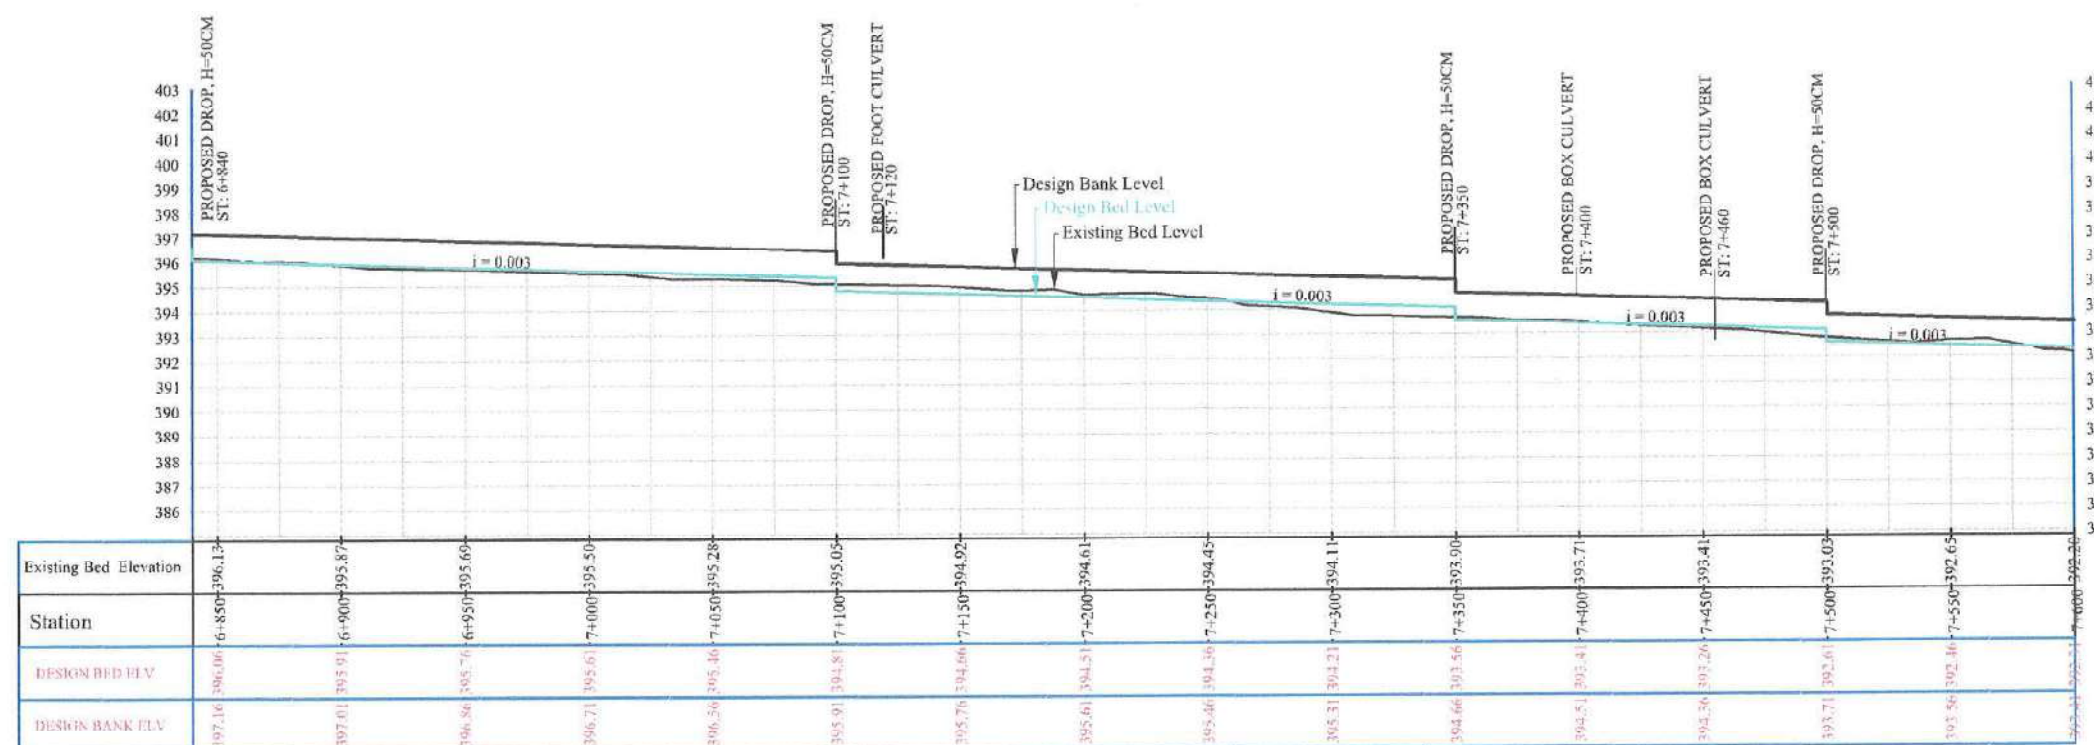 PROPOSED DROP, H=50CM
ST: 6+840
PROPOSED DROP, H=50CM
ST: 7+100
PROPOSED FOOT CULVERT
ST: 7+120
PROPOSED DROP, H=50CM
ST: 7+350
PROPOSED BOX CULVERT
ST: 7+400
PROPOSED BOX CULVERT
ST: 7+460
PROPOSED DROP, H=50CM
ST: 7+500
403
402
401
400
399
398
397
396
395
394
393
392
391
390
389
388
387
386
Design Bank Level
Design Bed Level
Existing Bed Level
i = 0.003
i = 0.003
i = 0.003
i = 0.003
Existing Bed Elevation 396.13 395.87 395.69 395.50 395.28 395.05 394.92 394.61 394.45 394.11 393.90 393.71 393.41 393.03 392.65 392.20
Station 6+850 6+900 6+950 7+000 7+050 7+100 7+150 7+200 7+250 7+300 7+350 7+400 7+450 7+500 7+550 7+600
DESIGN BED ELV 396.06 395.91 395.76 395.61 395.46 394.81 394.66 394.51 394.36 394.21 393.56 393.41 393.26 392.61 392.46
DESIGN BANK ELV 397.16 397.01 396.86 396.71 396.56 395.91 395.76 395.61 395.46 395.31 394.66 394.51 394.36 393.71 393.56